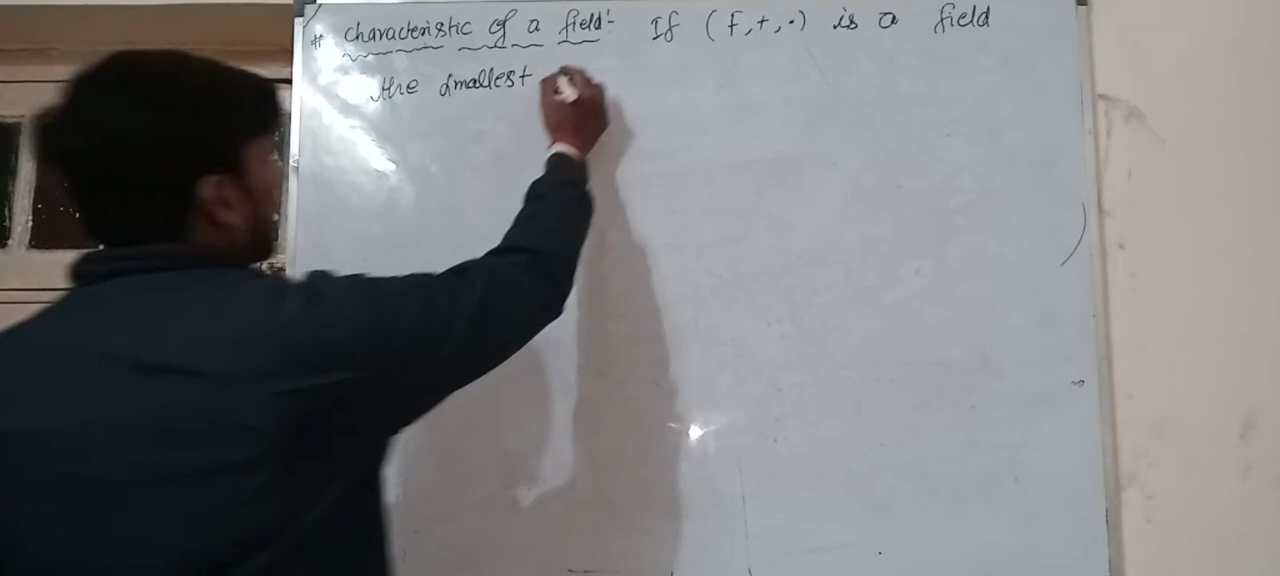 # characteristic of a field:- If (F,+,·) is a field
the smallest